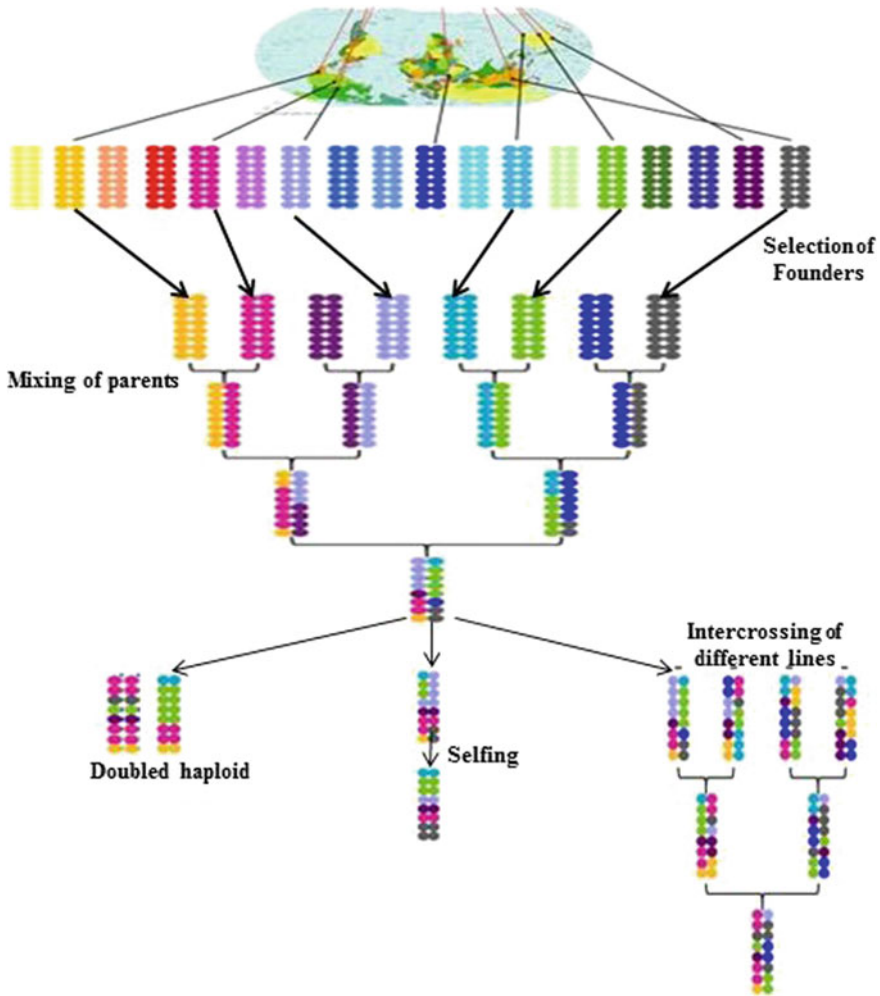 Selection of
Founders
Mixing of parents
Intercrossing of
different lines
Doubled haploid
Selfing